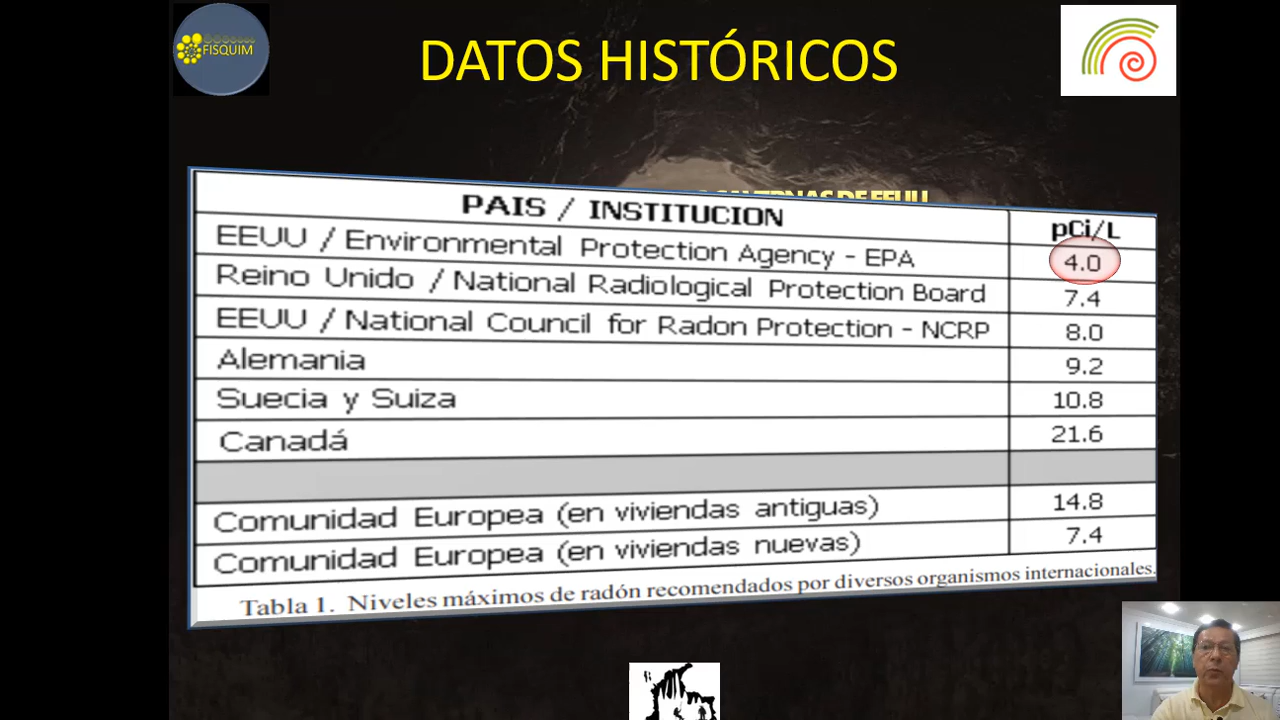 FISQUIM
DATOS HISTÓRICOS
DE EEUU
PAIS / INSTITUCION pCi/L
EEUU / Environmental Protection Agency - EPA 4.0
Reino Unido / National Radiological Protection Board 7.4
EEUU / National Council for Radon Protection - NCRP 8.0
Alemania 9.2
Suecia y Suiza 10.8
Canadá 21.6
Comunidad Europea (en viviendas antiguas) 14.8
Comunidad Europea (en viviendas nuevas) 7.4
Tabla 1. Niveles máximos de radón recomendados por diversos organismos internacionales.